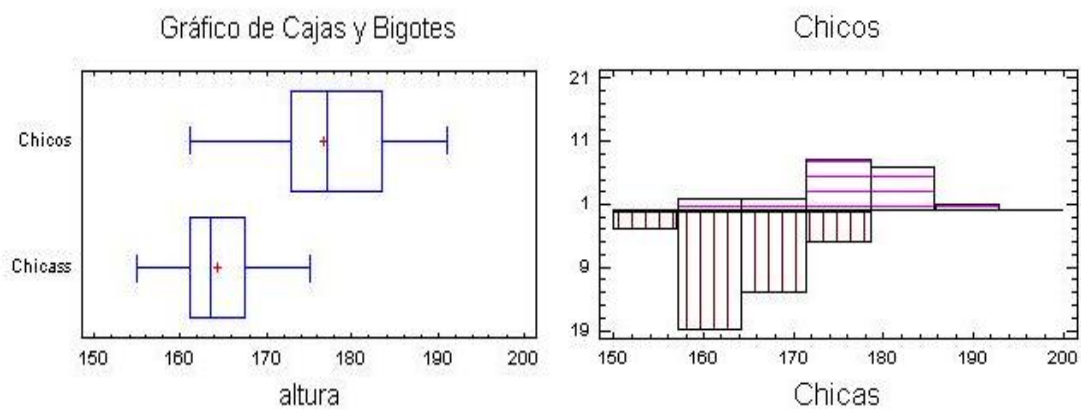 Gráfico de Cajas y Bigotes
Chicos
Chicass
150 160 170 180 190 200
altura
Chicos
21
11
1
9
19
150 160 170 180 190 200
Chicas